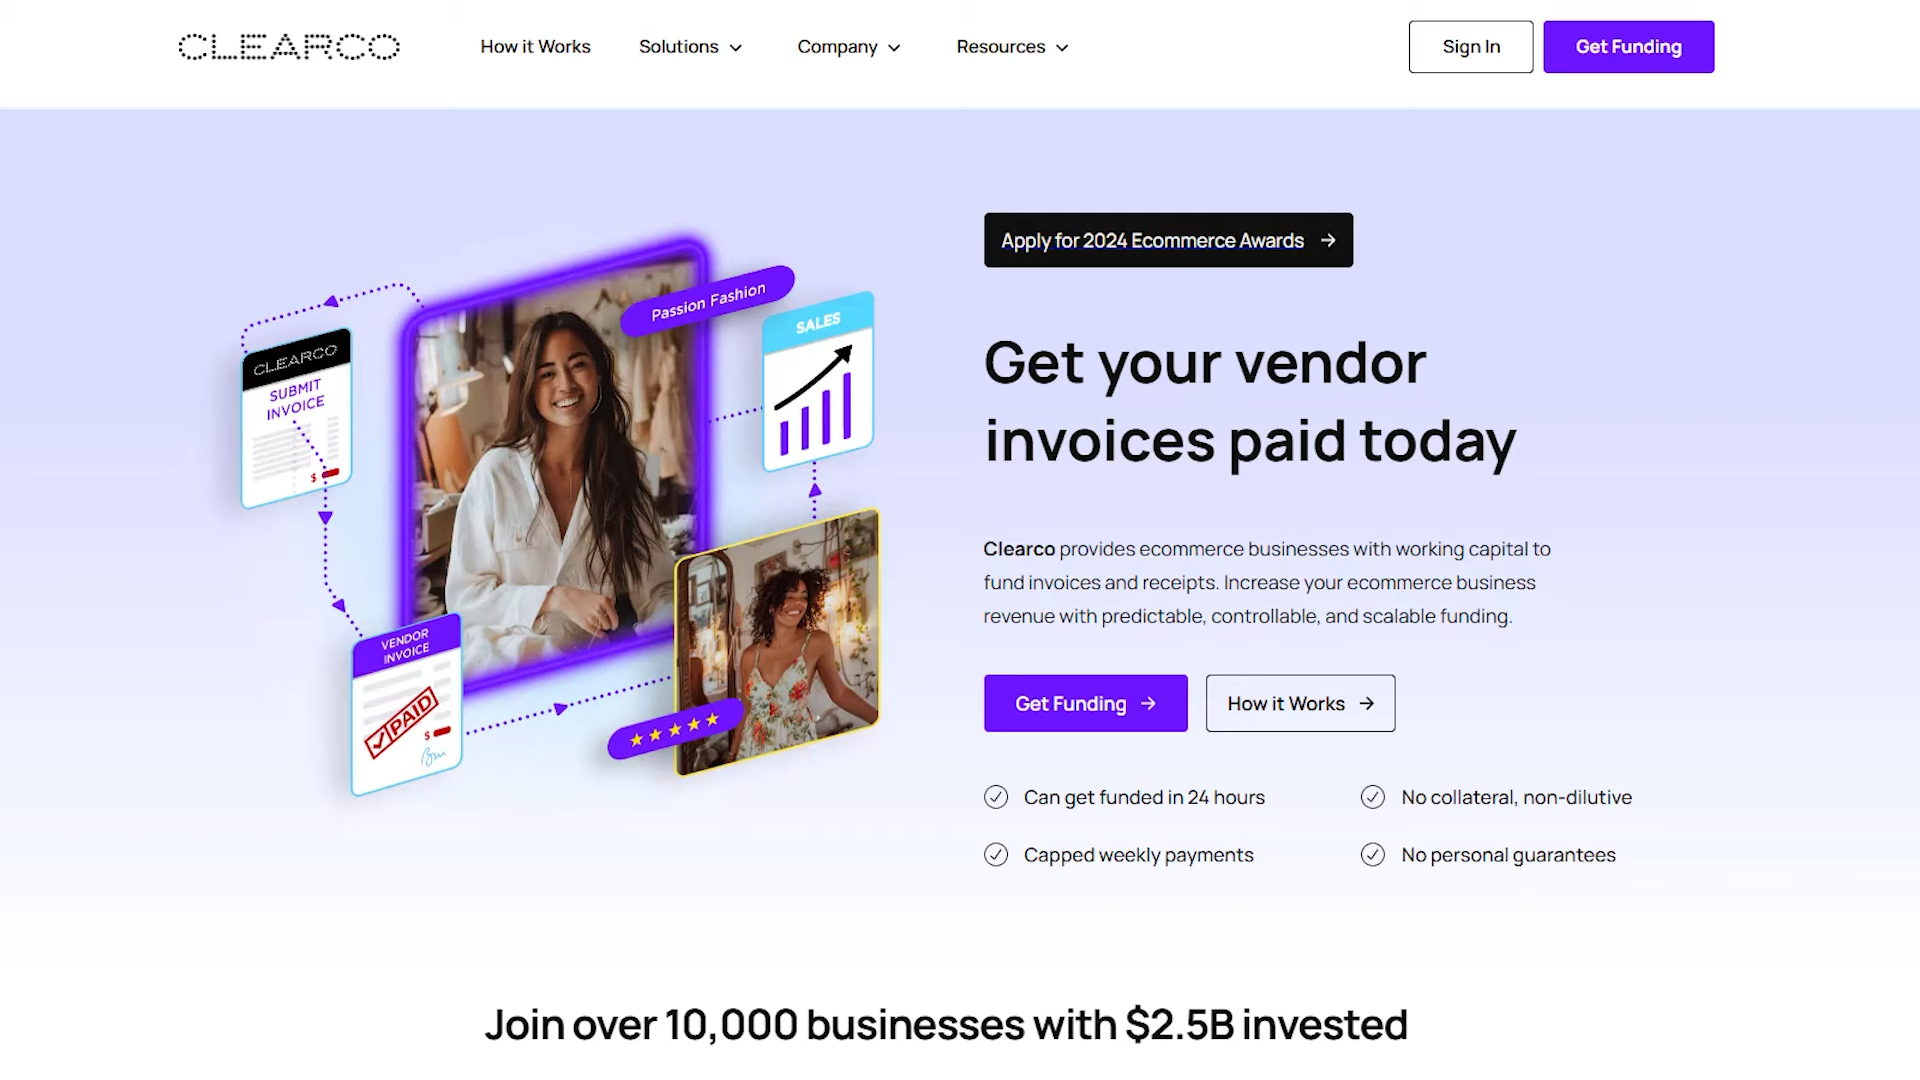 CLEARCO
How it Works
Solutions
Company
Resources
Sign In
Get Funding
Passion Fashion
SALES
CLEARCO
SUBMIT
INVOICE
$
VENDOR
INVOICE
PAID
$
Apply for 2024 Ecommerce Awards
Get your vendor
invoices paid today
Clearco provides ecommerce businesses with working capital to
fund invoices and receipts. Increase your ecommerce business
revenue with predictable, controllable, and scalable funding.
Get Funding
How it Works
Can get funded in 24 hours
No collateral, non-dilutive
Capped weekly payments
No personal guarantees
Join over 10,000 businesses with $2.5B invested